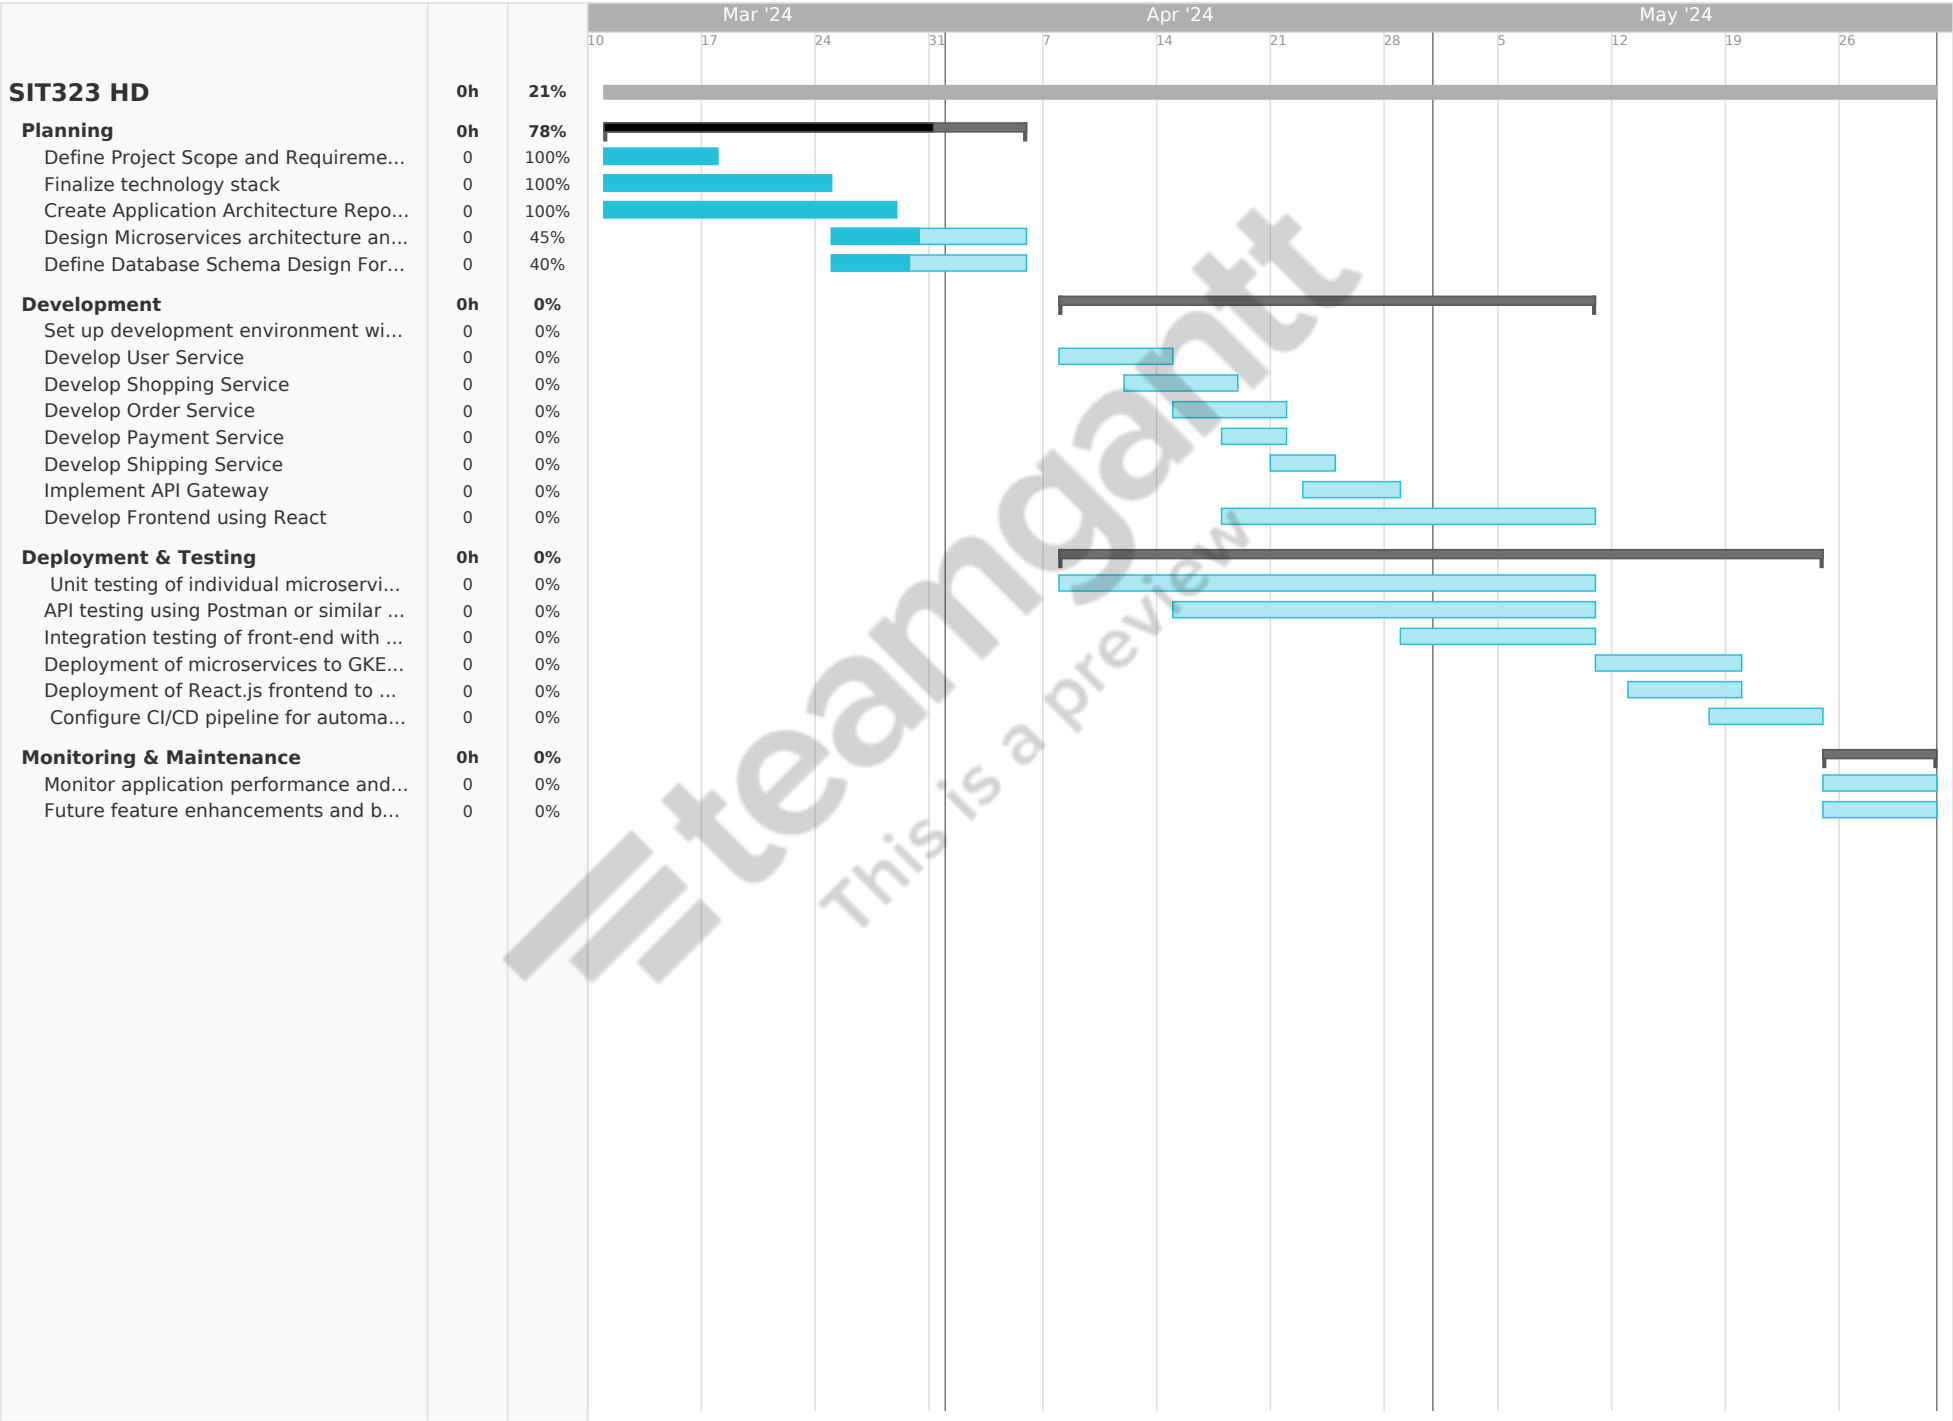 Mar '24 Apr '24 May '24
10 17 24 31 7 14 21 28 5 12 19 26
SIT323 HD 0h 21%
Planning 0h 78%
Define Project Scope and Requireme... 0 100%
Finalize technology stack 0 100%
Create Application Architecture Repo... 0 100%
Design Microservices architecture an... 0 45%
Define Database Schema Design For... 0 40%
Development 0h 0%
Set up development environment wi... 0 0%
Develop User Service 0 0%
Develop Shopping Service 0 0%
Develop Order Service 0 0%
Develop Payment Service 0 0%
Develop Shipping Service 0 0%
Implement API Gateway 0 0%
Develop Frontend using React 0 0%
Deployment & Testing 0h 0%
Unit testing of individual microservi... 0 0%
API testing using Postman or similar ... 0 0%
Integration testing of front-end with ... 0 0%
Deployment of microservices to GKE... 0 0%
Deployment of React.js frontend to ... 0 0%
Configure CI/CD pipeline for automa... 0 0%
Monitoring & Maintenance 0h 0%
Monitor application performance and... 0 0%
Future feature enhancements and b... 0 0%
teamgantt
This is a preview